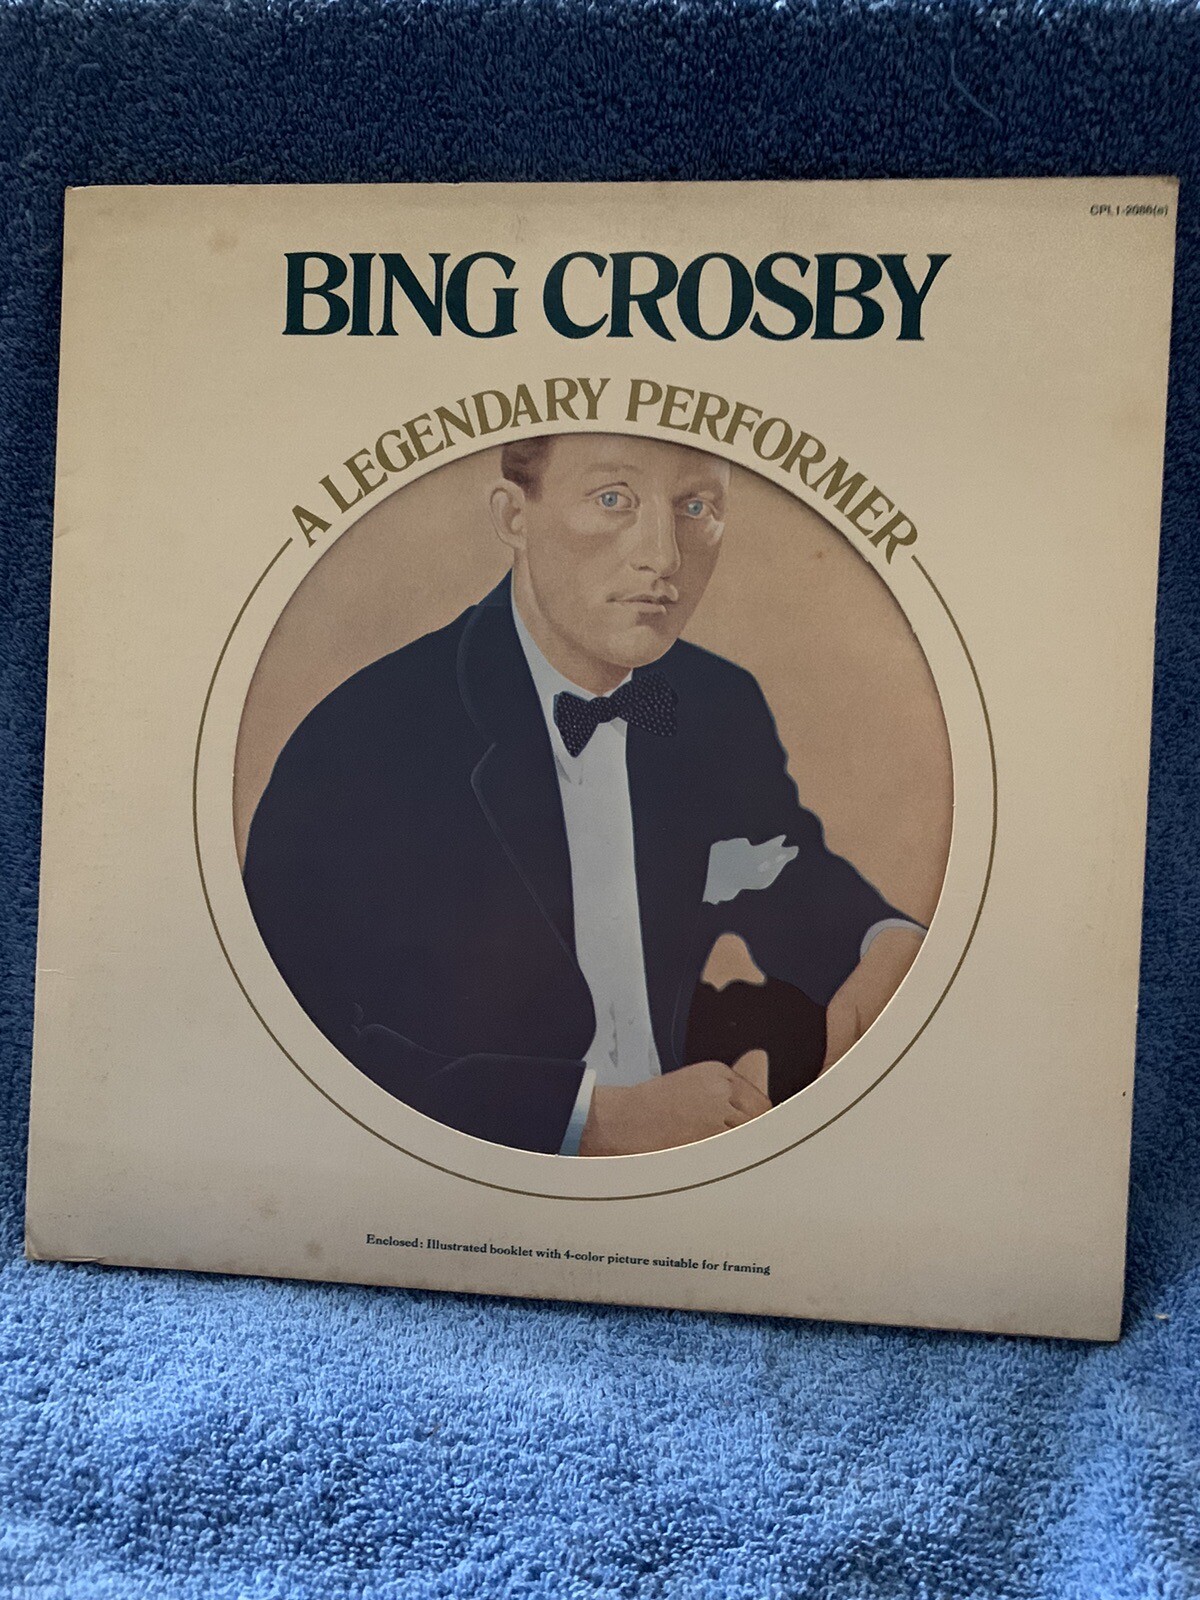 CPL1-2086(e)
BING CROSBY
A LEGENDARY PERFORMER
Enclosed: Illustrated booklet with 4-color picture suitable for framing